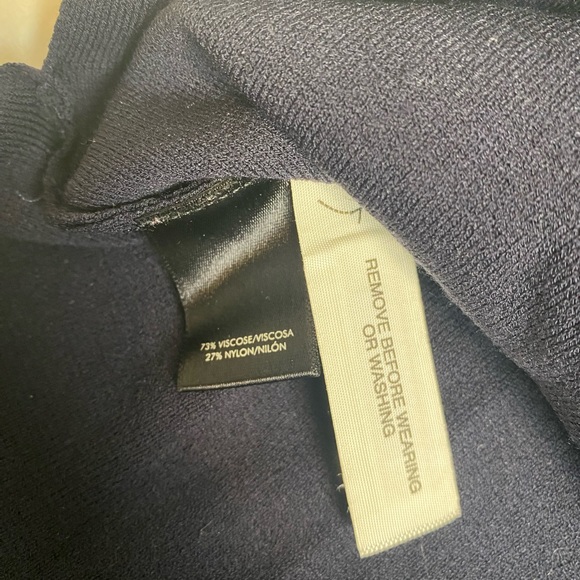 73% VISCOSE/VISCOSA
27% NYLON/NILÓN
REMOVE BEFORE WEARING
OR WASHING